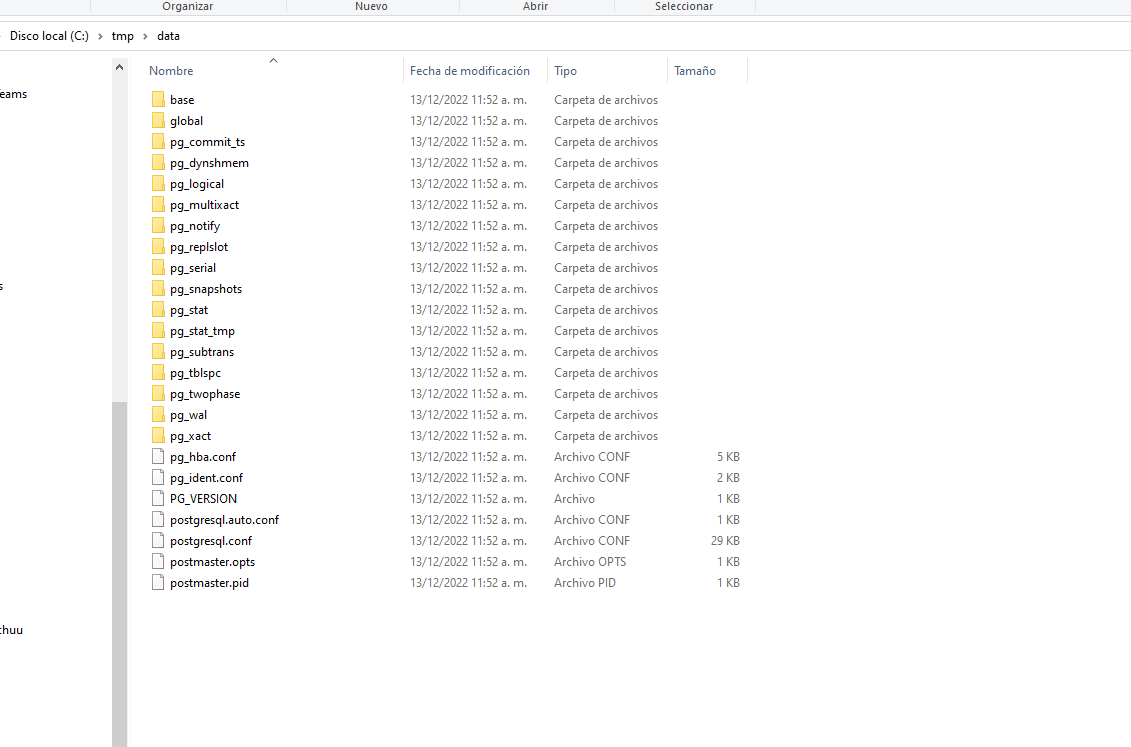 Organizar Nuevo Abrir Seleccionar
Disco local (C:) > tmp > data
Nombre Fecha de modificación Tipo Tamaño
eams
base 13/12/2022 11:52 a. m. Carpeta de archivos
global 13/12/2022 11:52 a. m. Carpeta de archivos
pg_commit_ts 13/12/2022 11:52 a. m. Carpeta de archivos
pg_dynshmem 13/12/2022 11:52 a. m. Carpeta de archivos
pg_logical 13/12/2022 11:52 a. m. Carpeta de archivos
pg_multixact 13/12/2022 11:52 a. m. Carpeta de archivos
pg_notify 13/12/2022 11:52 a. m. Carpeta de archivos
pg_replslot 13/12/2022 11:52 a. m. Carpeta de archivos
pg_serial 13/12/2022 11:52 a. m. Carpeta de archivos
s
pg_snapshots 13/12/2022 11:52 a. m. Carpeta de archivos
pg_stat 13/12/2022 11:52 a. m. Carpeta de archivos
pg_stat_tmp 13/12/2022 11:52 a. m. Carpeta de archivos
pg_subtrans 13/12/2022 11:52 a. m. Carpeta de archivos
pg_tblspc 13/12/2022 11:52 a. m. Carpeta de archivos
pg_twophase 13/12/2022 11:52 a. m. Carpeta de archivos
pg_wal 13/12/2022 11:52 a. m. Carpeta de archivos
pg_xact 13/12/2022 11:52 a. m. Carpeta de archivos
pg_hba.conf 13/12/2022 11:52 a. m. Archivo CONF 5 KB
pg_ident.conf 13/12/2022 11:52 a. m. Archivo CONF 2 KB
PG_VERSION 13/12/2022 11:52 a. m. Archivo 1 KB
postgresql.auto.conf 13/12/2022 11:52 a. m. Archivo CONF 1 KB
postgresql.conf 13/12/2022 11:52 a. m. Archivo CONF 29 KB
postmaster.opts 13/12/2022 11:52 a. m. Archivo OPTS 1 KB
postmaster.pid 13/12/2022 11:52 a. m. Archivo PID 1 KB
chuu